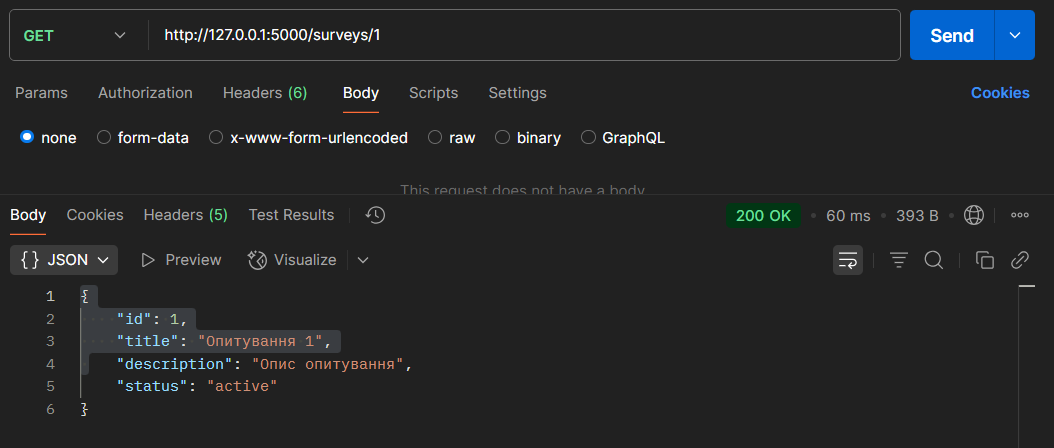 GET http://127.0.0.1:5000/surveys/1 Send
Params Authorization Headers (6) Body Scripts Settings Cookies
none form-data x-www-form-urlencoded raw binary GraphQL
This request does not have a body
Body Cookies Headers (5) Test Results 200 OK • 60 ms • 393 B
{} JSON Preview Visualize
1 {
2 "id": 1,
3 "title": "Опитування 1",
4 "description": "Опис опитування",
5 "status": "active"
6 }